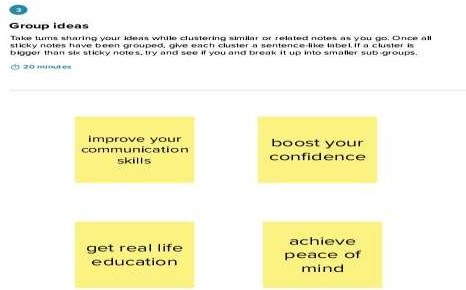 3
Group ideas
Take turns sharing your ideas while clustering similar or related notes as you go. Once all
sticky notes have been grouped, give each cluster a sentence-like label. If a cluster is
bigger than six sticky notes, try and see if you and break it up into smaller sub-groups.
20 minutes
improve your
communication
skills
boost your
confidence
get real life
education
achieve
peace of
mind